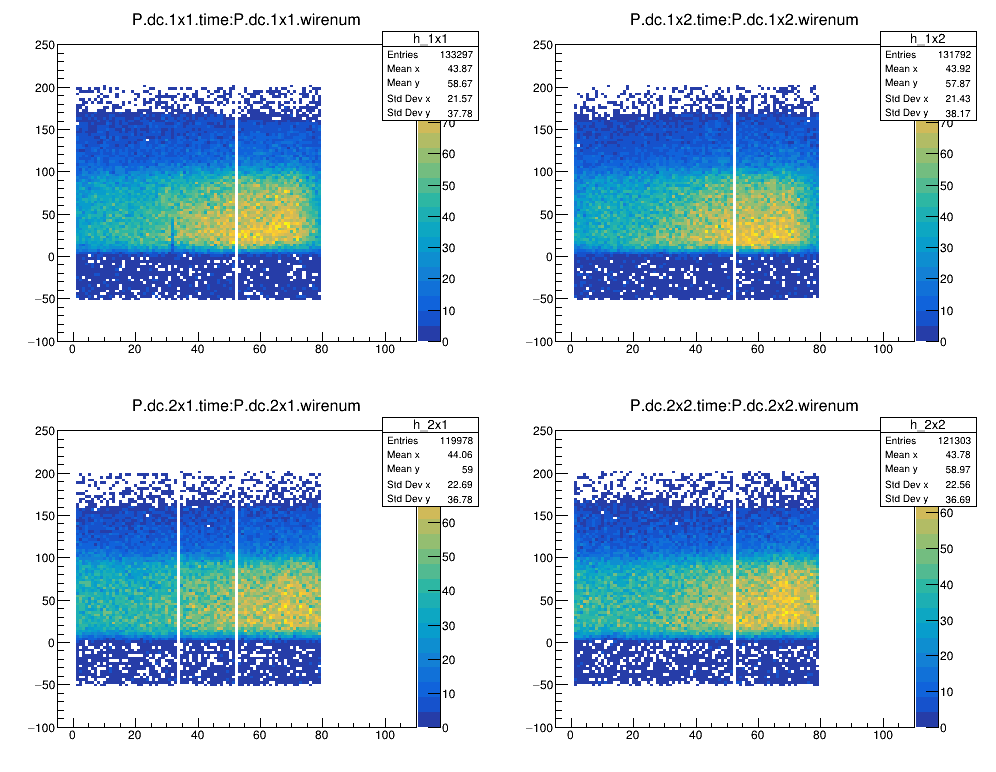 P.dc.1x1.time:P.dc.1x1.wirenum
h_1x1
Entries 133297
Mean x 43.87
Mean y 58.67
Std Dev x 21.57
Std Dev y 37.78
250
200
150
100
50
0
−50
−100
0 20 40 60 80 100
70
60
50
40
30
20
10
0
P.dc.1x2.time:P.dc.1x2.wirenum
h_1x2
Entries 131792
Mean x 43.92
Mean y 57.87
Std Dev x 21.43
Std Dev y 38.17
250
200
150
100
50
0
−50
−100
0 20 40 60 80 100
70
60
50
40
30
20
10
0
P.dc.2x1.time:P.dc.2x1.wirenum
h_2x1
Entries 119978
Mean x 44.06
Mean y 59
Std Dev x 22.69
Std Dev y 36.78
250
200
150
100
50
0
−50
−100
0 20 40 60 80 100
60
50
40
30
20
10
0
P.dc.2x2.time:P.dc.2x2.wirenum
h_2x2
Entries 121303
Mean x 43.78
Mean y 58.97
Std Dev x 22.56
Std Dev y 36.69
250
200
150
100
50
0
−50
−100
0 20 40 60 80 100
60
50
40
30
20
10
0